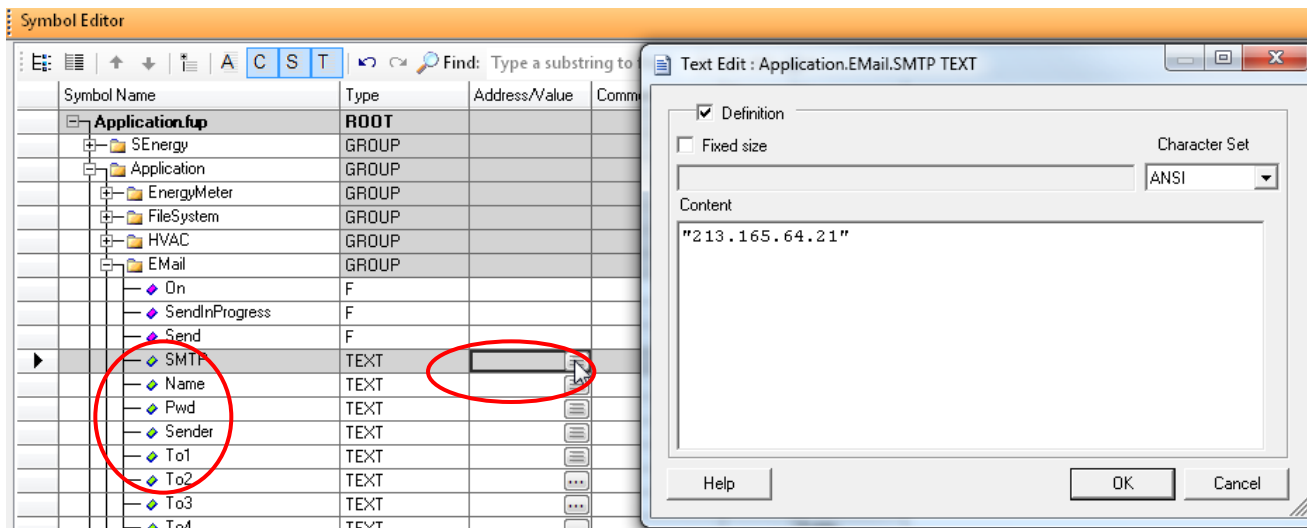 Symbol Editor
A C S T Find: Type a substring to
Symbol Name Type Address/Value Comm
Application.fup ROOT
SEnergy GROUP
Application GROUP
EnergyMeter GROUP
FileSystem GROUP
HVAC GROUP
EMail GROUP
On F
SendInProgress F
Send F
SMTP TEXT
Name TEXT
Pwd TEXT
Sender TEXT
To1 TEXT
To2 TEXT
To3 TEXT
To4 TEXT
Text Edit : Application.EMail.SMTP TEXT
Definition
Fixed size
Character Set
ANSI
Content
"213.165.64.21"
Help OK Cancel